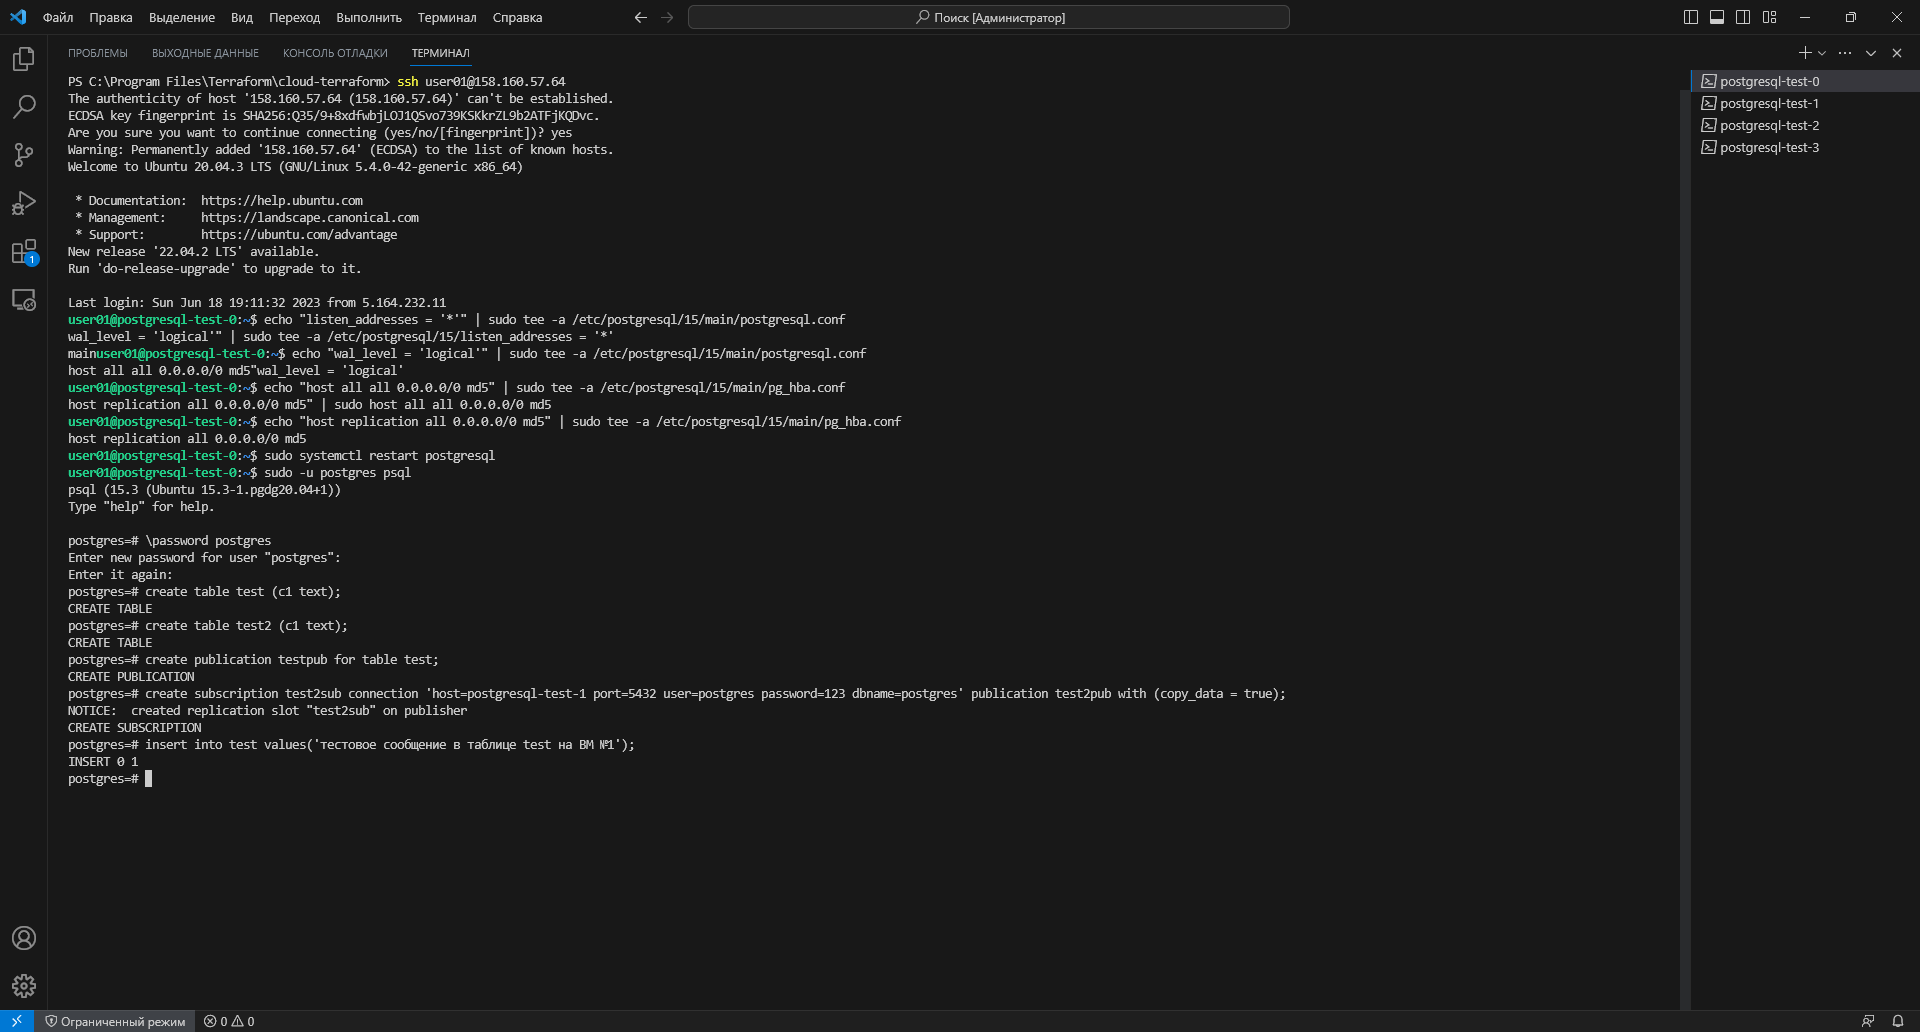 Файл Правка Выделение Вид Переход Выполнить Терминал Справка Поиск [Администратор]
ПРОБЛЕМЫ ВЫХОДНЫЕ ДАННЫЕ КОНСОЛЬ ОТЛАДКИ ТЕРМИНАЛ
PS C:\Program Files\Terraform\cloud-terraform> ssh user01@158.160.57.64
The authenticity of host '158.160.57.64 (158.160.57.64)' can't be established.
ECDSA key fingerprint is SHA256:Q35/9+8xdfwbjLOJ1QSvo739KSKkrZL9b2ATFjKQDvc.
Are you sure you want to continue connecting (yes/no/[fingerprint])? yes
Warning: Permanently added '158.160.57.64' (ECDSA) to the list of known hosts.
Welcome to Ubuntu 20.04.3 LTS (GNU/Linux 5.4.0-42-generic x86_64)
* Documentation:  https://help.ubuntu.com
* Management:     https://landscape.canonical.com
* Support:        https://ubuntu.com/advantage
New release '22.04.2 LTS' available.
Run 'do-release-upgrade' to upgrade to it.
Last login: Sun Jun 18 19:11:32 2023 from 5.164.232.11
user01@postgresql-test-0:~$ echo "listen_addresses = '*'" | sudo tee -a /etc/postgresql/15/main/postgresql.conf
wal_level = 'logical'" | sudo tee -a /etc/postgresql/15/listen_addresses = '*'
mainuser01@postgresql-test-0:~$ echo "wal_level = 'logical'" | sudo tee -a /etc/postgresql/15/main/postgresql.conf
host all all 0.0.0.0/0 md5"wal_level = 'logical'
user01@postgresql-test-0:~$ echo "host all all 0.0.0.0/0 md5" | sudo tee -a /etc/postgresql/15/main/pg_hba.conf
host replication all 0.0.0.0/0 md5" | sudo host all all 0.0.0.0/0 md5
user01@postgresql-test-0:~$ echo "host replication all 0.0.0.0/0 md5" | sudo tee -a /etc/postgresql/15/main/pg_hba.conf
host replication all 0.0.0.0/0 md5
user01@postgresql-test-0:~$ sudo systemctl restart postgresql
user01@postgresql-test-0:~$ sudo -u postgres psql
psql (15.3 (Ubuntu 15.3-1.pgdg20.04+1))
Type "help" for help.
postgres=# \password postgres
Enter new password for user "postgres":
Enter it again:
postgres=# create table test (c1 text);
CREATE TABLE
postgres=# create table test2 (c1 text);
CREATE TABLE
postgres=# create publication testpub for table test;
CREATE PUBLICATION
postgres=# create subscription test2sub connection 'host=postgresql-test-1 port=5432 user=postgres password=123 dbname=postgres' publication test2pub with (copy_data = true);
NOTICE:  created replication slot "test2sub" on publisher
CREATE SUBSCRIPTION
postgres=# insert into test values('тестовое сообщение в таблице test на ВМ №1');
INSERT 0 1
postgres=#
postgresql-test-0
postgresql-test-1
postgresql-test-2
postgresql-test-3
1
Ограниченный режим 0 0